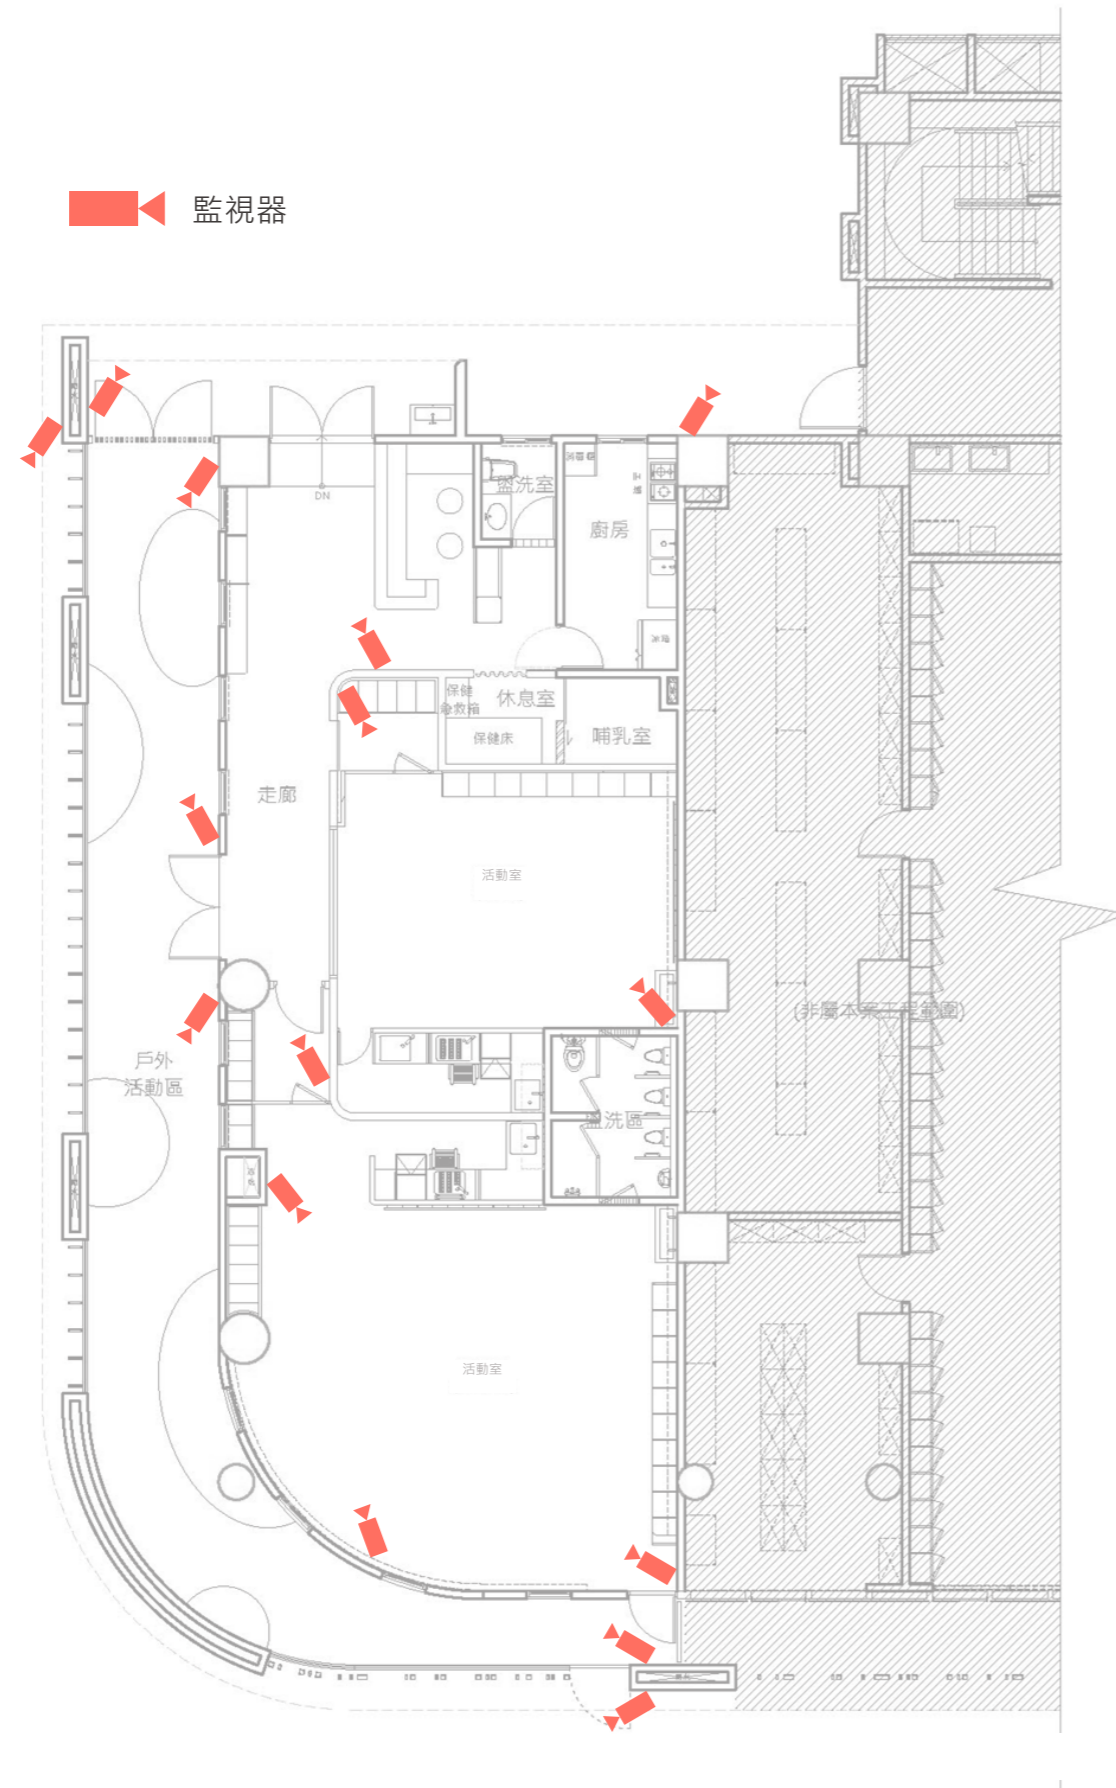 監視器
盥洗室
DN
廚房
保健
急救箱
休息室
保健床
哺乳室
走廊
活動室
(非屬本案工程範圍)
戶外
活動區
盥洗區
活動室